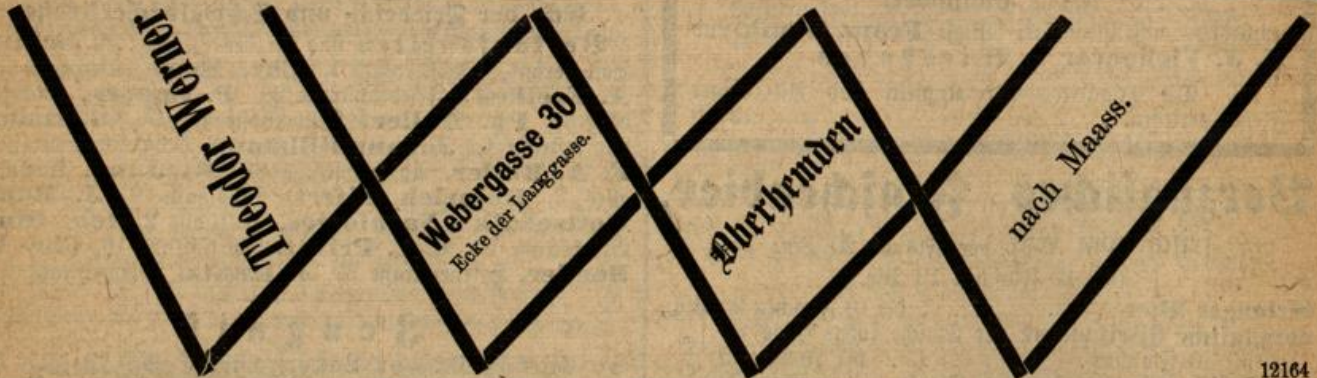 Theodor Werner
Webergasse 30
Ecke der Langgasse.
Oberhemden
nach Maass.
12164